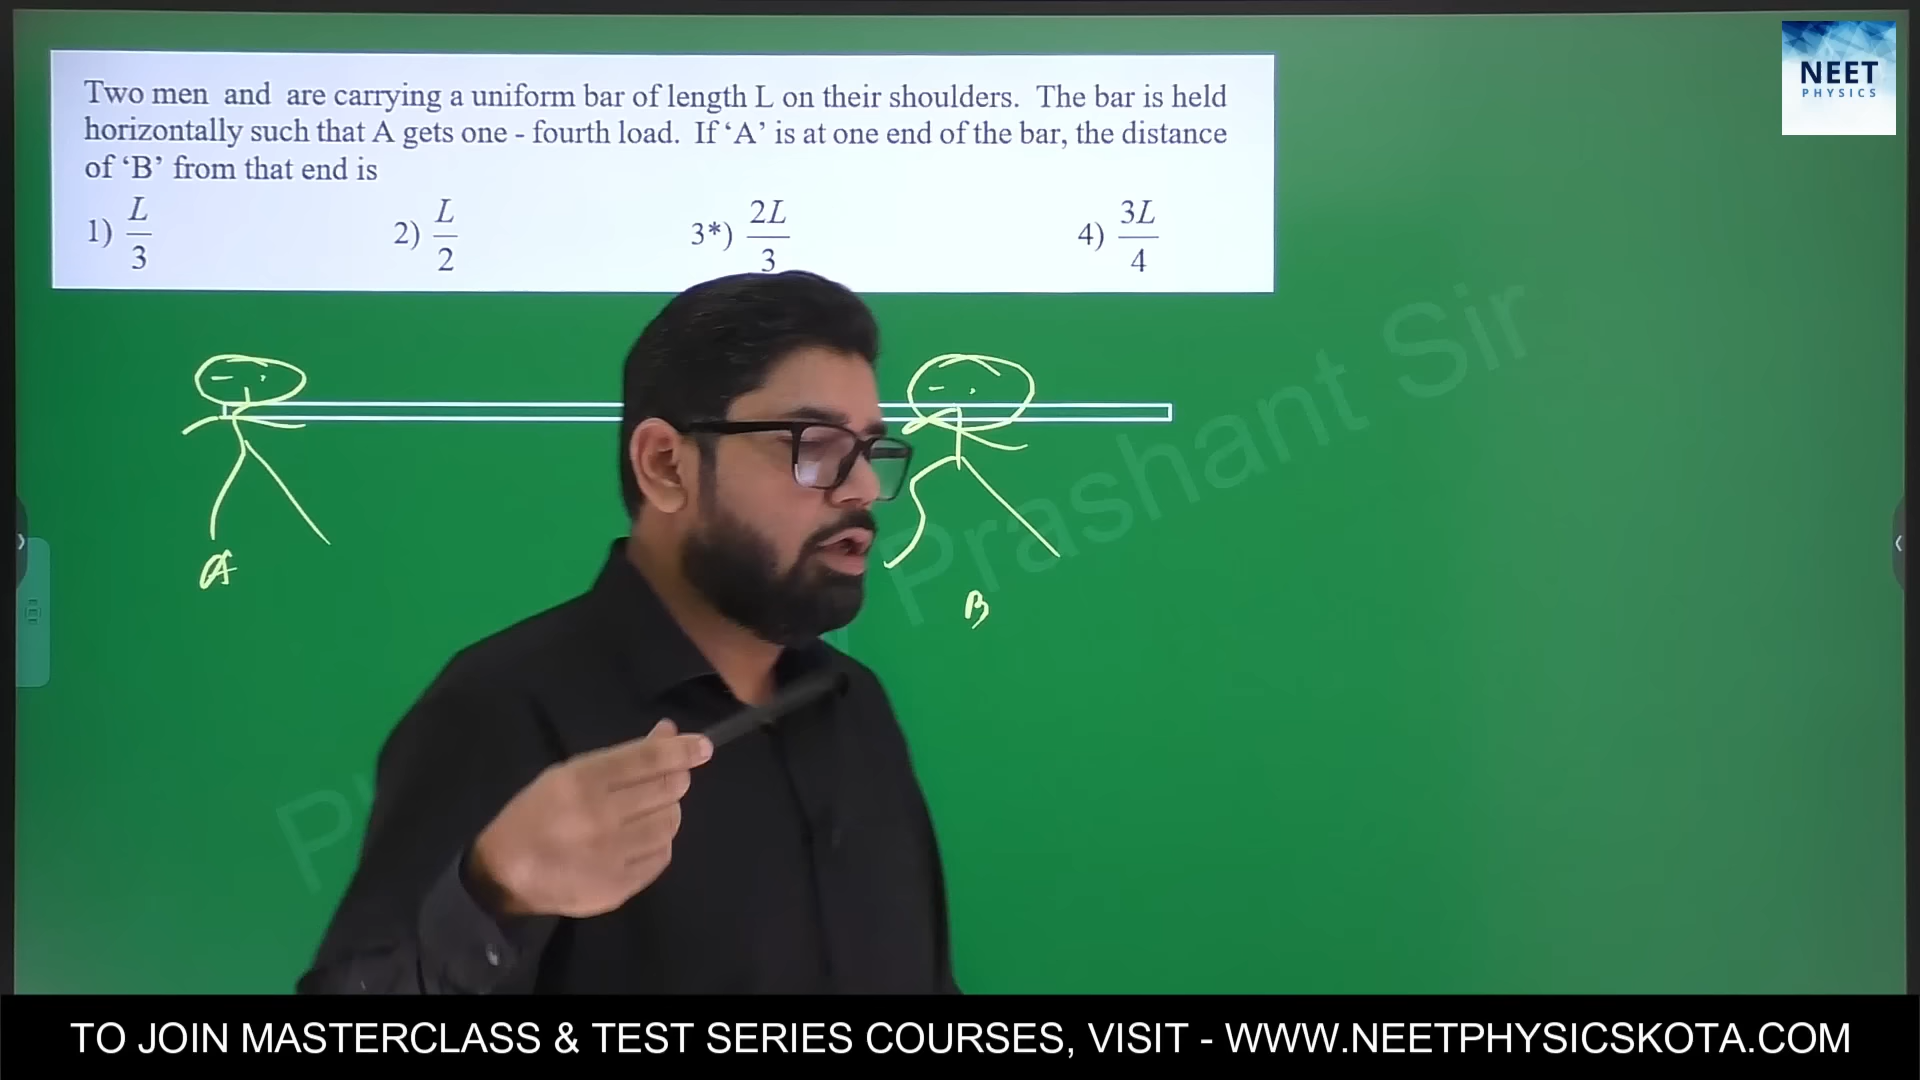 NEET
PHYSICS
Two men and are carrying a uniform bar of length L on their shoulders. The bar is held
horizontally such that A gets one - fourth load. If ‘A’ is at one end of the bar, the distance
of ‘B’ from that end is
1) L/3 2) L/2 3*) 2L/3 4) 3L/4
Prashant Sir
A
B
TO JOIN MASTERCLASS & TEST SERIES COURSES, VISIT - WWW.NEETPHYSICSKOTA.COM